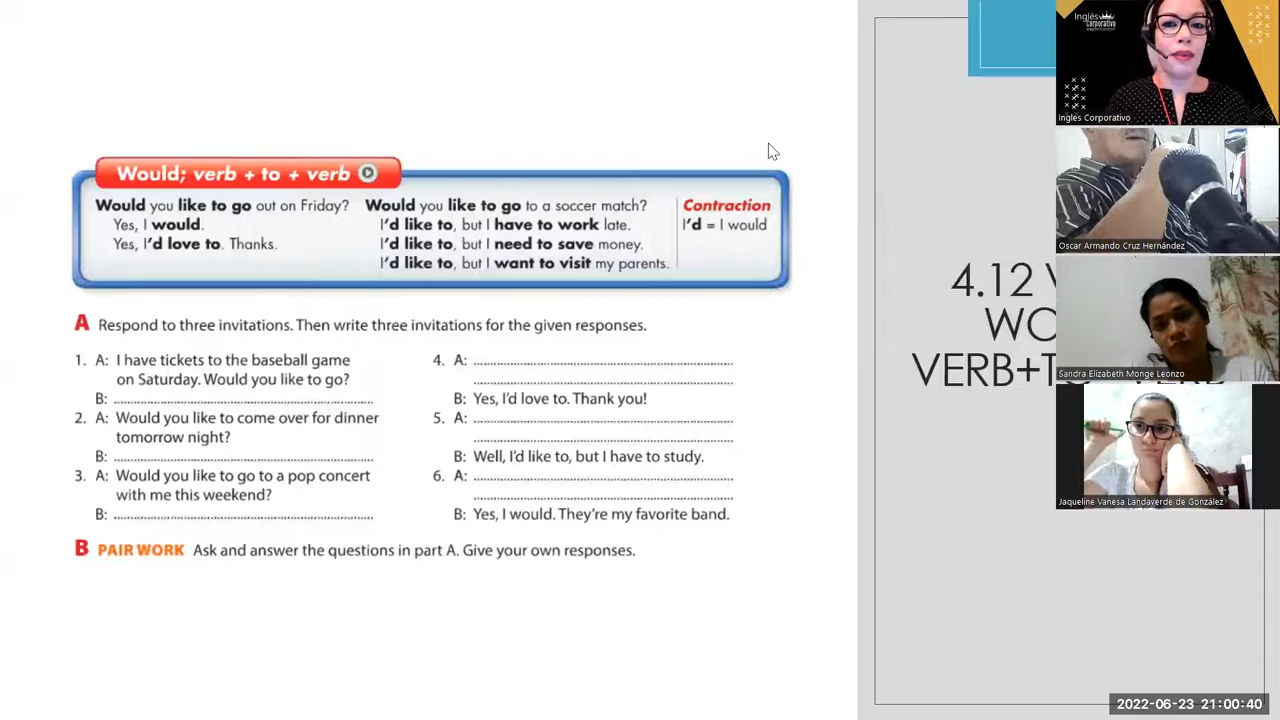 Would; verb + to + verb
Would you like to go out on Friday?
Yes, I would.
Yes, I'd love to. Thanks.
Would you like to go to a soccer match?
I'd like to, but I have to work late.
I'd like to, but I need to save money.
I'd like to, but I want to visit my parents.
Contraction
I'd = I would
A Respond to three invitations. Then write three invitations for the given responses.
1. A: I have tickets to the baseball game
on Saturday. Would you like to go?
B:
2. A: Would you like to come over for dinner
tomorrow night?
B:
3. A: Would you like to go to a pop concert
with me this weekend?
B:
4. A:
B: Yes, I'd love to. Thank you!
5. A:
B: Well, I'd like to, but I have to study.
6. A:
B: Yes, I would. They're my favorite band.
B PAIR WORK Ask and answer the questions in part A. Give your own responses.
4.12
WO
VERB+T
Inglés
Corporativo
Inglés Corporativo
Oscar Armando Cruz Hernández
Sandra Elizabeth Monge Leonzo
Jaqueline Vanesa Landaverde de González
2022-06-23 21:00:40